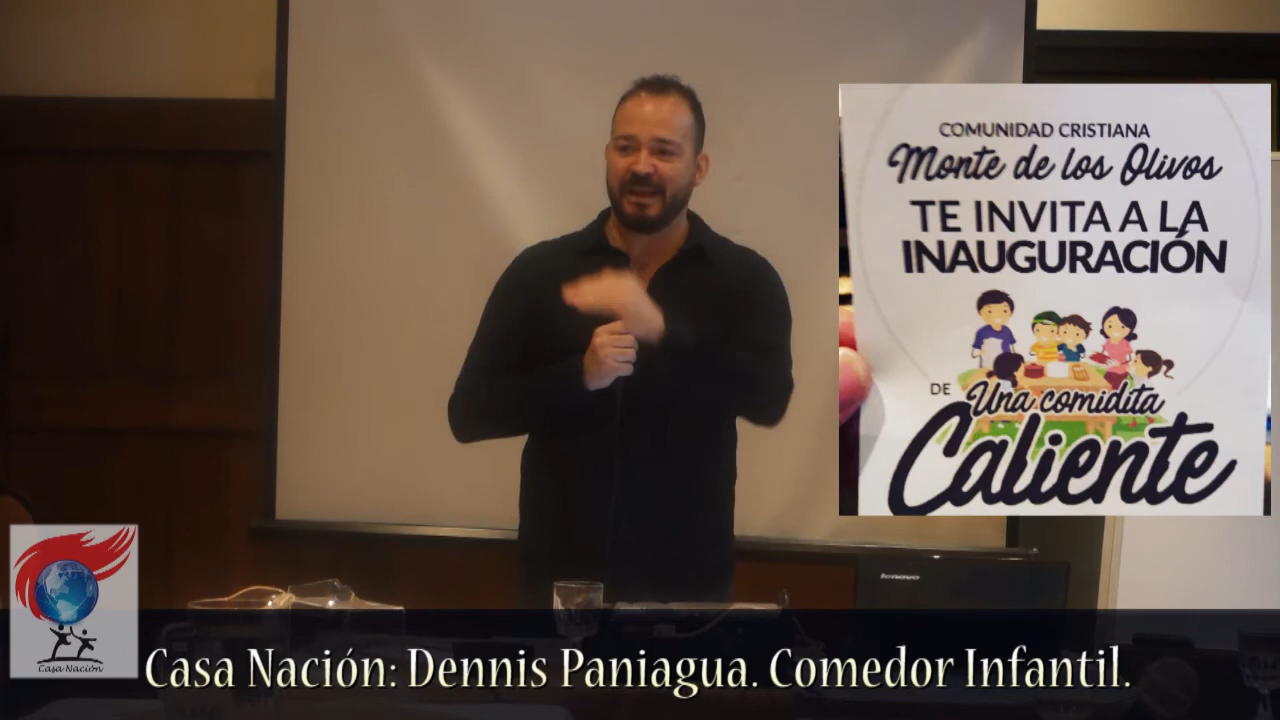 COMUNIDAD CRISTIANA
Monte de los Olivos
TE INVITA A LA
INAUGURACIÓN
DE Una comidita
Caliente
lenovo
Casa Nación
Casa Nación: Dennis Paniagua. Comedor Infantil.